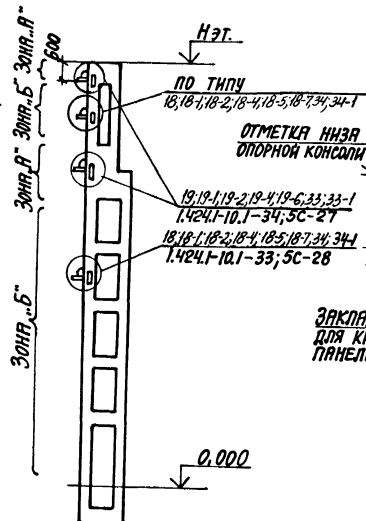 Н эт.
600
ЗОНА „А"
ПО ТИПУ
18;18-1;18-2;18-4;18-5;18-7;34;34-1
ЗОНА „Б"
ОТМЕТКА НИЗА
ОПОРНОЙ КОНСОЛИ
ЗОНА „А"
19;19-1;19-2;19-4;19-6;33;33-1
1.424.1-10.1-34; 5С-27
18;18-1;18-2;18-4;18-5;18-7;34;34-1
1.424.1-10.1-33; 5С-28
ЗОНА „Б"
ЗАКЛА
ДЛЯ К
ПАНЕЛ
0,000